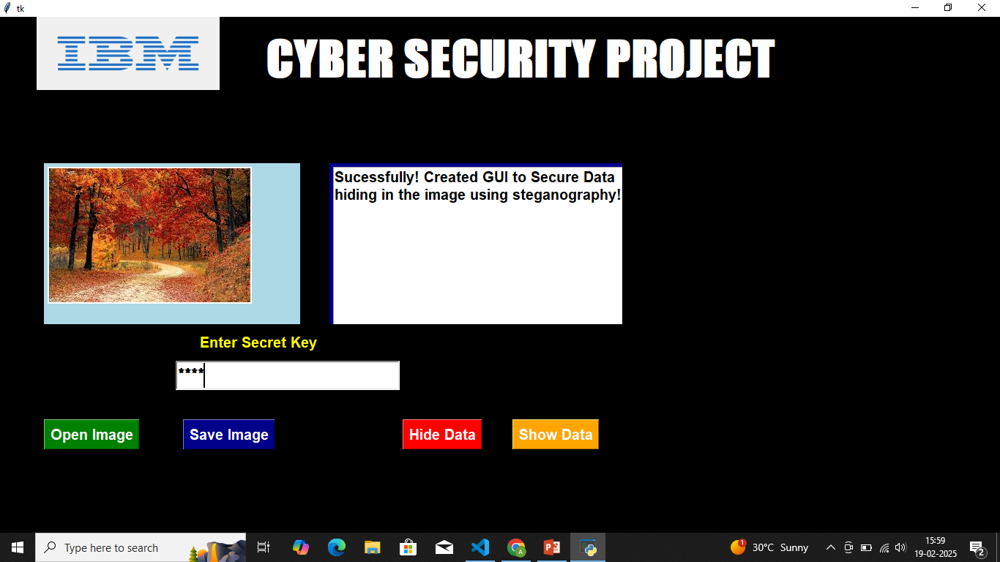 tk
IBM
CYBER SECURITY PROJECT
Sucessfully! Created GUI to Secure Data
hiding in the image using steganography!
Enter Secret Key
****
Open Image
Save Image
Hide Data
Show Data
Type here to search
A
1
30°C Sunny
15:59
19-02-2025
2